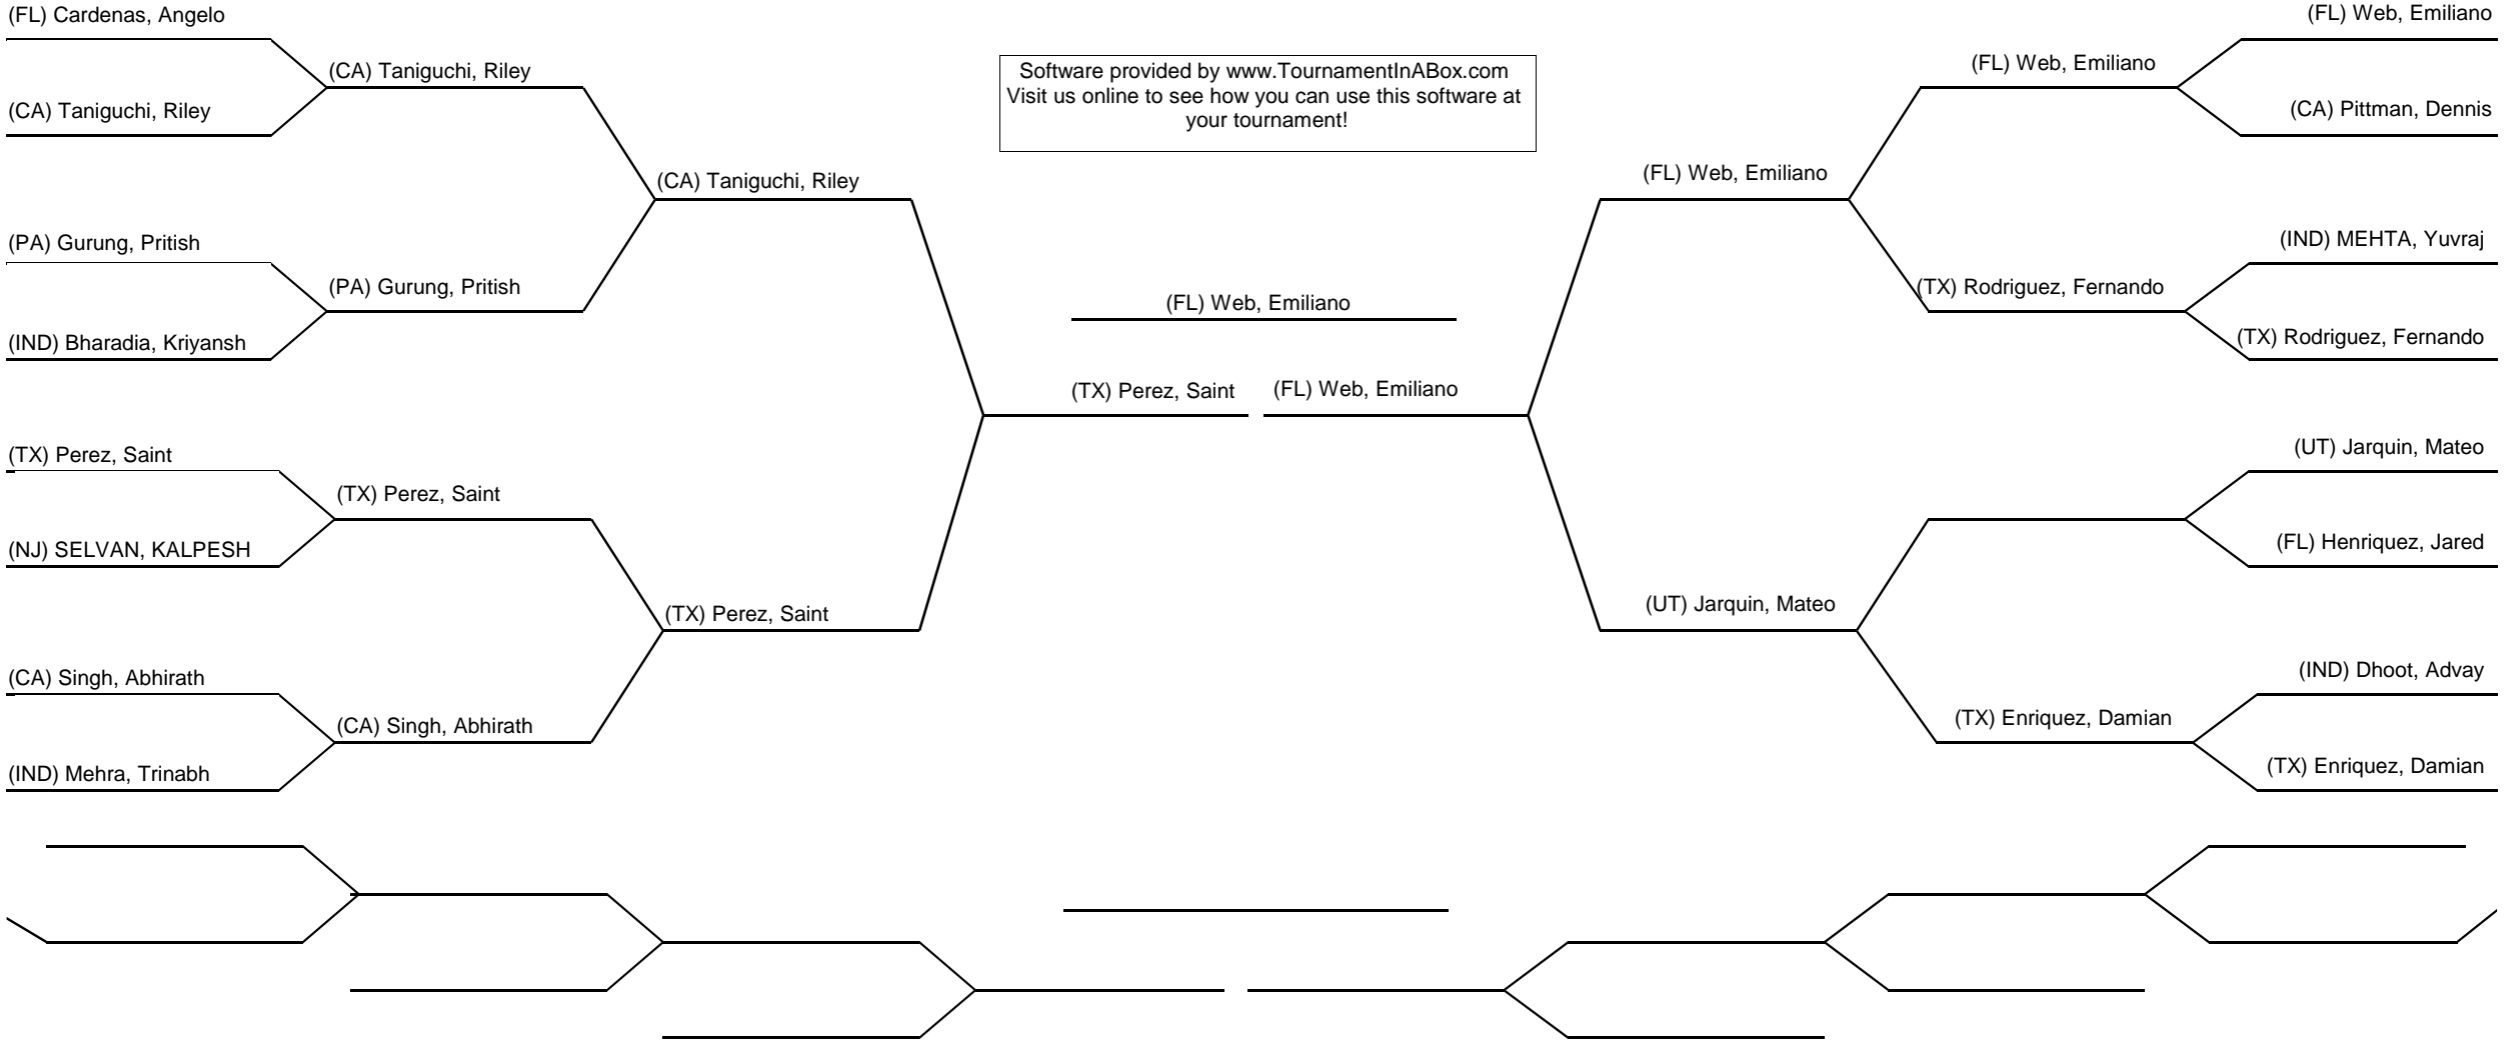 (FL) Cardenas, Angelo
(CA) Taniguchi, Riley
(PA) Gurung, Pritish
(IND) Bharadia, Kriyansh
(TX) Perez, Saint
(NJ) SELVAN, KALPESH
(CA) Singh, Abhirath
(IND) Mehra, Trinabh
(CA) Taniguchi, Riley
(PA) Gurung, Pritish
(TX) Perez, Saint
(CA) Singh, Abhirath
(CA) Taniguchi, Riley
(TX) Perez, Saint
Software provided by www.TournamentInABox.com
Visit us online to see how you can use this software at
your tournament!
(FL) Web, Emiliano
(TX) Perez, Saint
(FL) Web, Emiliano
(FL) Web, Emiliano
(UT) Jarquin, Mateo
(FL) Web, Emiliano
(TX) Rodriguez, Fernando
(TX) Enriquez, Damian
(FL) Web, Emiliano
(CA) Pittman, Dennis
(IND) MEHTA, Yuvraj
(TX) Rodriguez, Fernando
(UT) Jarquin, Mateo
(FL) Henriquez, Jared
(IND) Dhoot, Advay
(TX) Enriquez, Damian